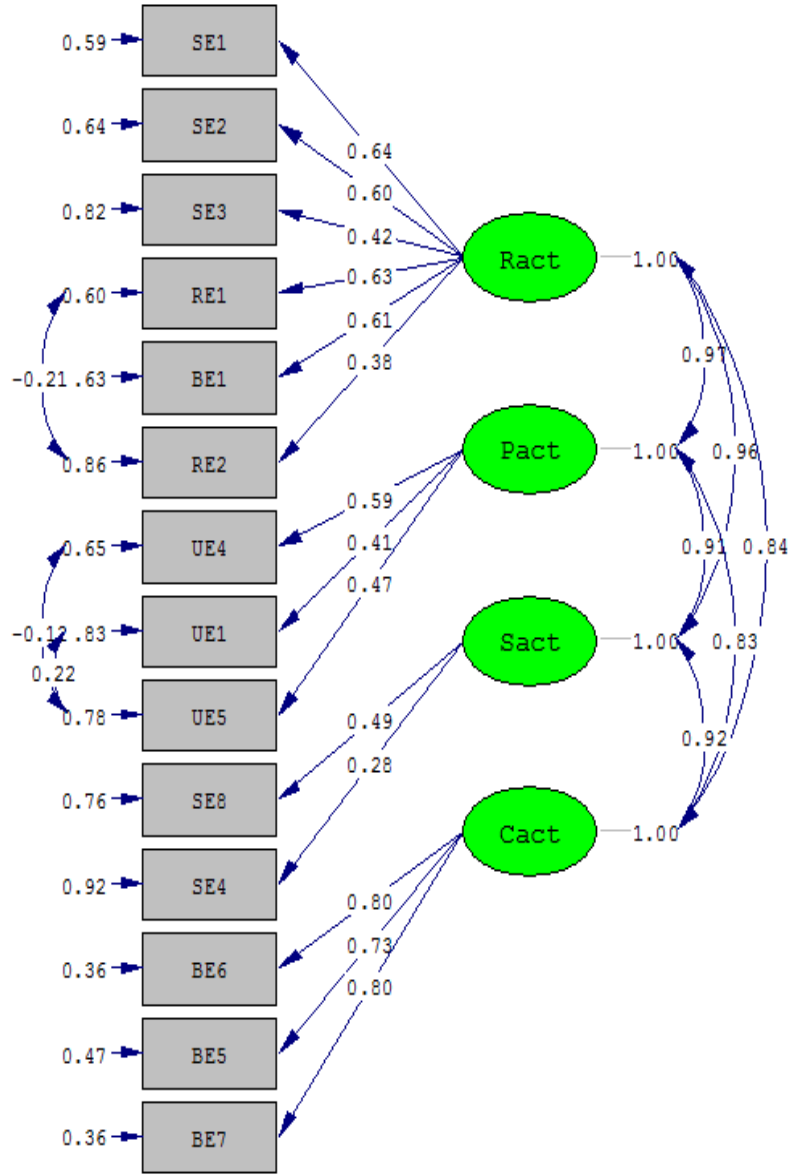 0.59 SE1
0.64 SE2
0.64
0.60
0.82 SE3
0.42
Ract 1.00
0.63
0.60 RE1
0.61
0.97
0.38
-0.21 .63 BE1
Pact 1.00 0.96
0.86 RE2
0.59
0.41
0.65 UE4
0.91 0.84
0.47
-0.12 .83 UE1
Sact 1.00 0.83
0.22
0.78 UE5
0.49
0.92
0.28
0.76 SE8
Cact 1.00
0.92 SE4
0.80
0.73
0.36 BE6
0.80
0.47 BE5
0.36 BE7